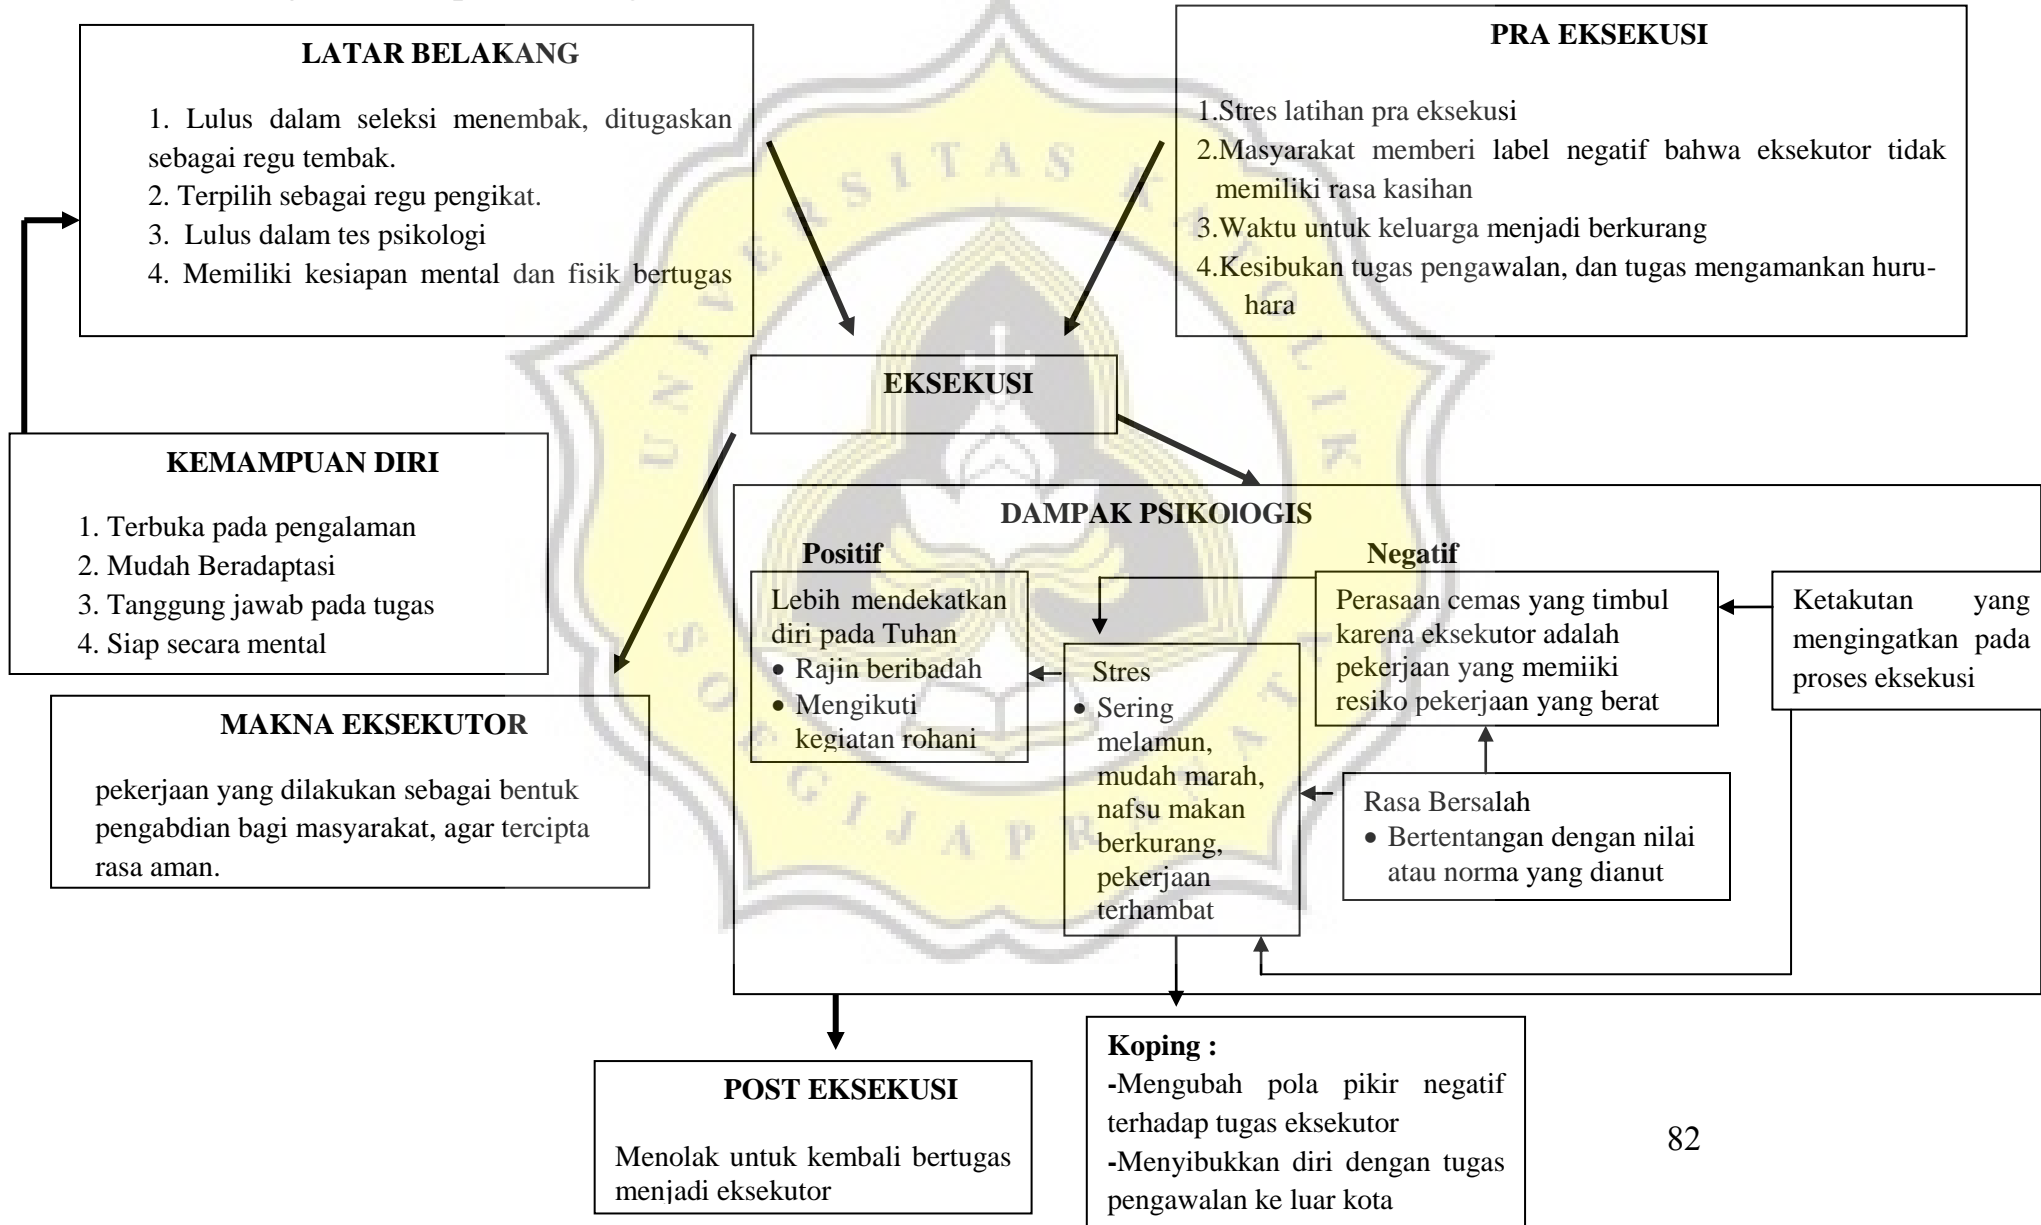 LATAR BELAKANG
1. Lulus dalam seleksi menembak, ditugaskan
sebagai regu tembak.
2. Terpilih sebagai regu pengikat.
3. Lulus dalam tes psikologi
4. Memiliki kesiapan mental dan fisik bertugas
PRA EKSEKUSI
1.Stres latihan pra eksekusi
2.Masyarakat memberi label negatif bahwa eksekutor tidak
memiliki rasa kasihan
3.Waktu untuk keluarga menjadi berkurang
4.Kesibukan tugas pengawalan, dan tugas mengamankan huru-
hara
EKSEKUSI
KEMAMPUAN DIRI
1. Terbuka pada pengalaman
2. Mudah Beradaptasi
3. Tanggung jawab pada tugas
4. Siap secara mental
MAKNA EKSEKUTOR
pekerjaan yang dilakukan sebagai bentuk
pengabdian bagi masyarakat, agar tercipta
rasa aman.
DAMPAK PSIKOlOGIS
Positif
Negatif
Lebih mendekatkan
diri pada Tuhan
• Rajin beribadah
• Mengikuti
kegiatan rohani
Stres
• Sering
melamun,
mudah marah,
nafsu makan
berkurang,
pekerjaan
terhambat
Perasaan cemas yang timbul
karena eksekutor adalah
pekerjaan yang memiiki
resiko pekerjaan yang berat
Ketakutan yang
mengingatkan pada
proses eksekusi
Rasa Bersalah
• Bertentangan dengan nilai
atau norma yang dianut
POST EKSEKUSI
Menolak untuk kembali bertugas
menjadi eksekutor
Koping :
-Mengubah pola pikir negatif
terhadap tugas eksekutor
-Menyibukkan diri dengan tugas
pengawalan ke luar kota
82
UNIVERSITAS KATOLIK
SOEGIJAPRANATA